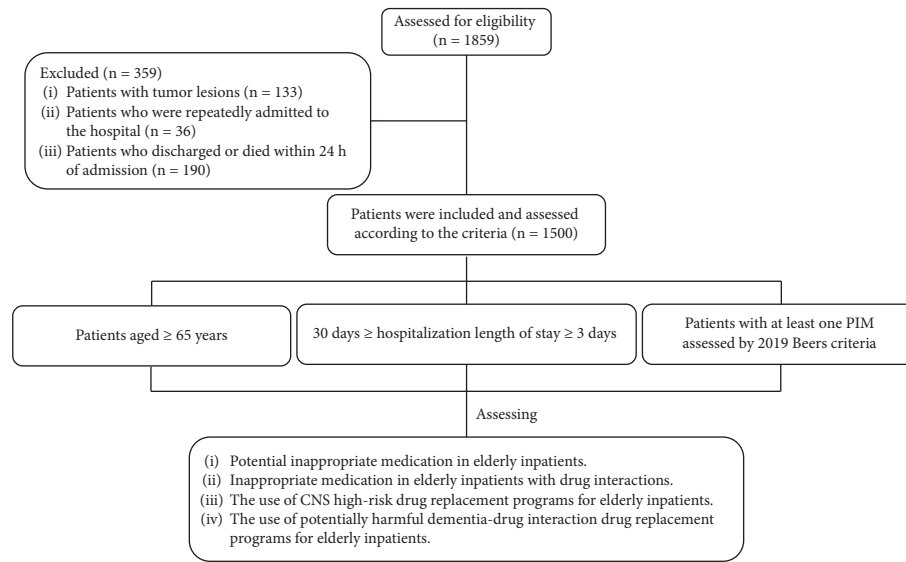 Assessed for eligibility
(n = 1859)
Excluded (n = 359)
(i) Patients with tumor lesions (n = 133)
(ii) Patients who were repeatedly admitted to
the hospital (n = 36)
(iii) Patients who discharged or died within 24 h
of admission (n = 190)
Patients were included and assessed
according to the criteria (n = 1500)
Patients aged ≥ 65 years
30 days ≥ hospitalization length of stay ≥ 3 days
Patients with at least one PIM
assessed by 2019 Beers criteria
Assessing
(i) Potential inappropriate medication in elderly inpatients.
(ii) Inappropriate medication in elderly inpatients with drug interactions.
(iii) The use of CNS high-risk drug replacement programs for elderly inpatients.
(iv) The use of potentially harmful dementia-drug interaction drug replacement
programs for elderly inpatients.